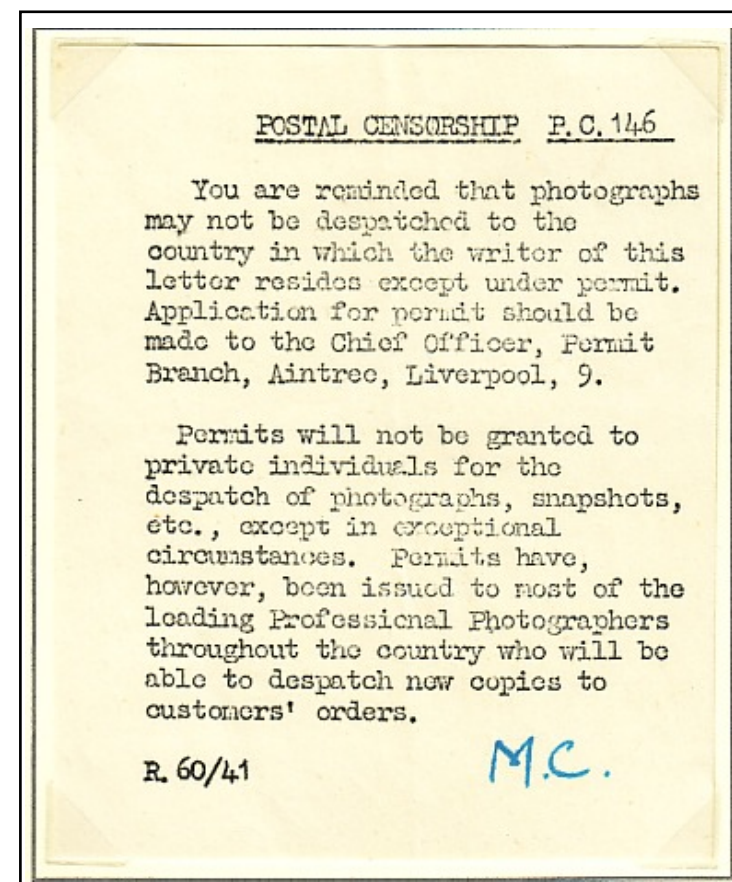 POSTAL CENSORSHIP P.C.146
You are reminded that photographs
may not be despatched to the
country in which the writer of this
letter resides except under permit.
Application for permit should be
made to the Chief Officer, Permit
Branch, Aintree, Liverpool, 9.
Permits will not be granted to
private individuals for the
despatch of photographs, snapshots,
etc., except in exceptional
circumstances. Permits have,
however, been issued to most of the
leading Professional Photographers
throughout the country who will be
able to despatch new copies to
customers' orders.
R. 60/41
M.C.